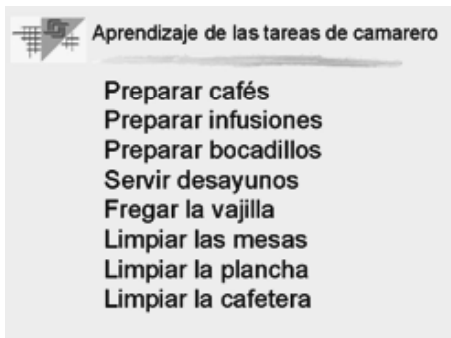 Aprendizaje de las tareas de camarero
Preparar cafés
Preparar infusiones
Preparar bocadillos
Servir desayunos
Fregar la vajilla
Limpiar las mesas
Limpiar la plancha
Limpiar la cafetera